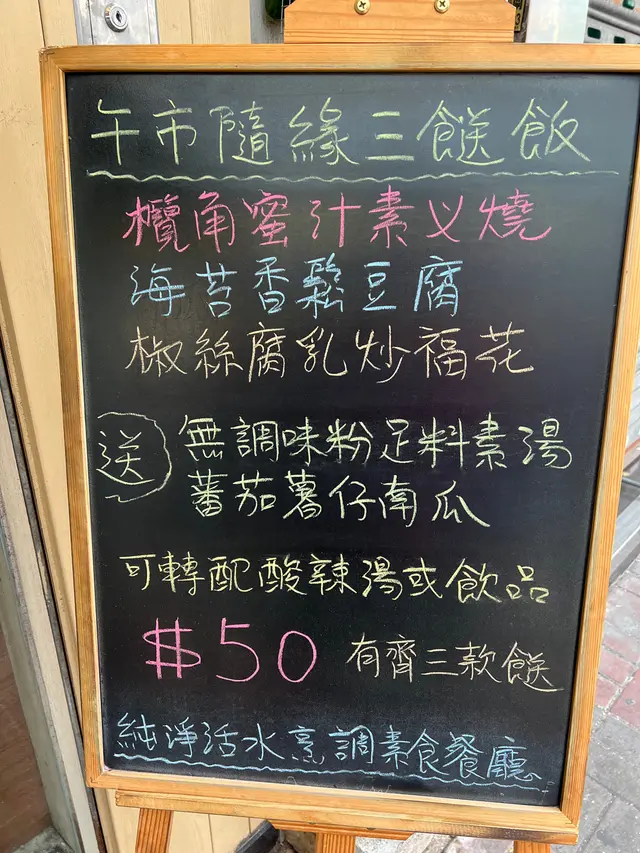 午市隨緣三餸飯
欖角蜜汁素叉燒
海苔香鬆豆腐
椒絲腐乳炒福花
送
無調味粉足料素湯
蕃茄薯仔南瓜
可轉配酸辣湯或飲品
$50 有齊三款餸
純淨活水烹調素食餐廳